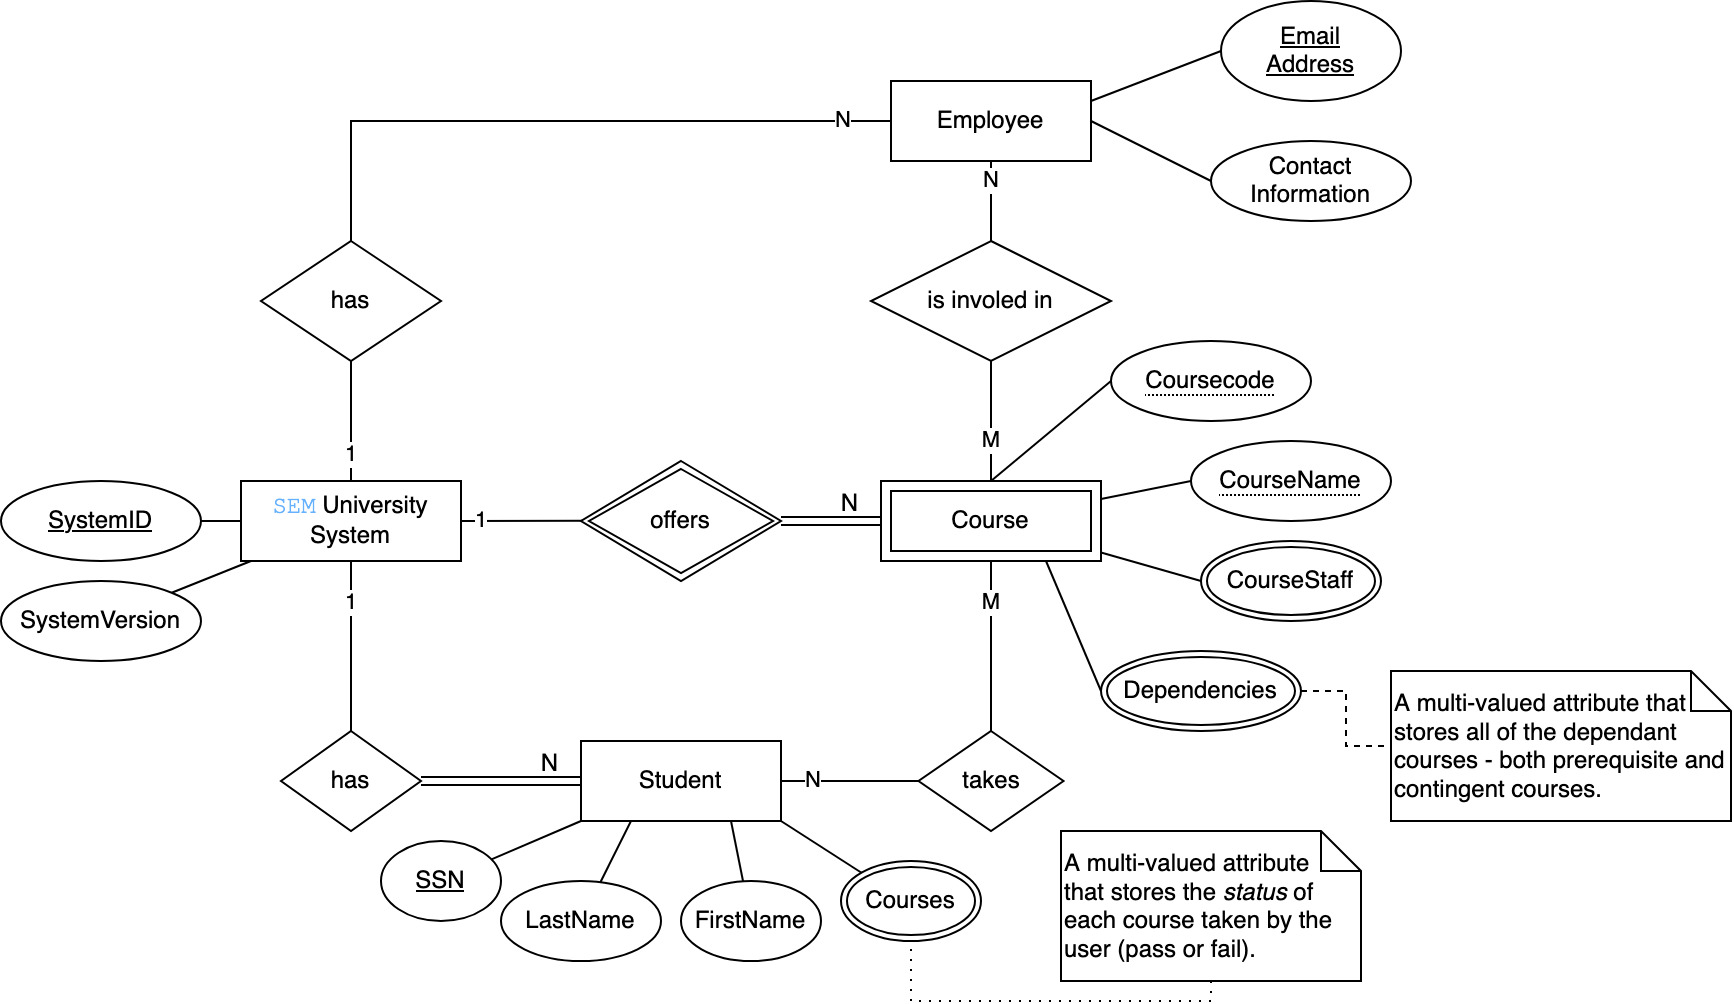 Email
Address
Employee
N
Contact
Information
N
has
is involed in
Coursecode
M
1
CourseName
SystemID
SEM University
System
1
offers
N
Course
CourseStaff
SystemVersion
1
M
Dependencies
A multi-valued attribute that
stores all of the dependant
courses - both prerequisite and
contingent courses.
has
N
Student
N
takes
SSN
LastName
FirstName
Courses
A multi-valued attribute
that stores the status of
each course taken by the
user (pass or fail).